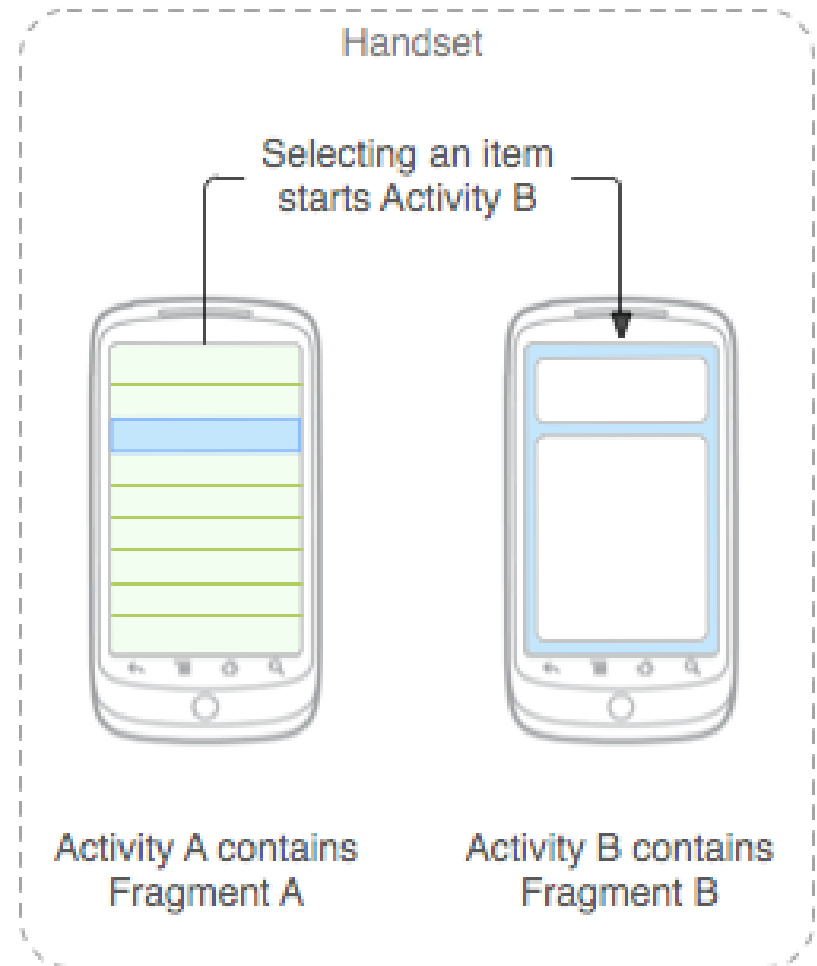 Handset
Selecting an item
starts Activity B
Activity A contains
Fragment A
Activity B contains
Fragment B